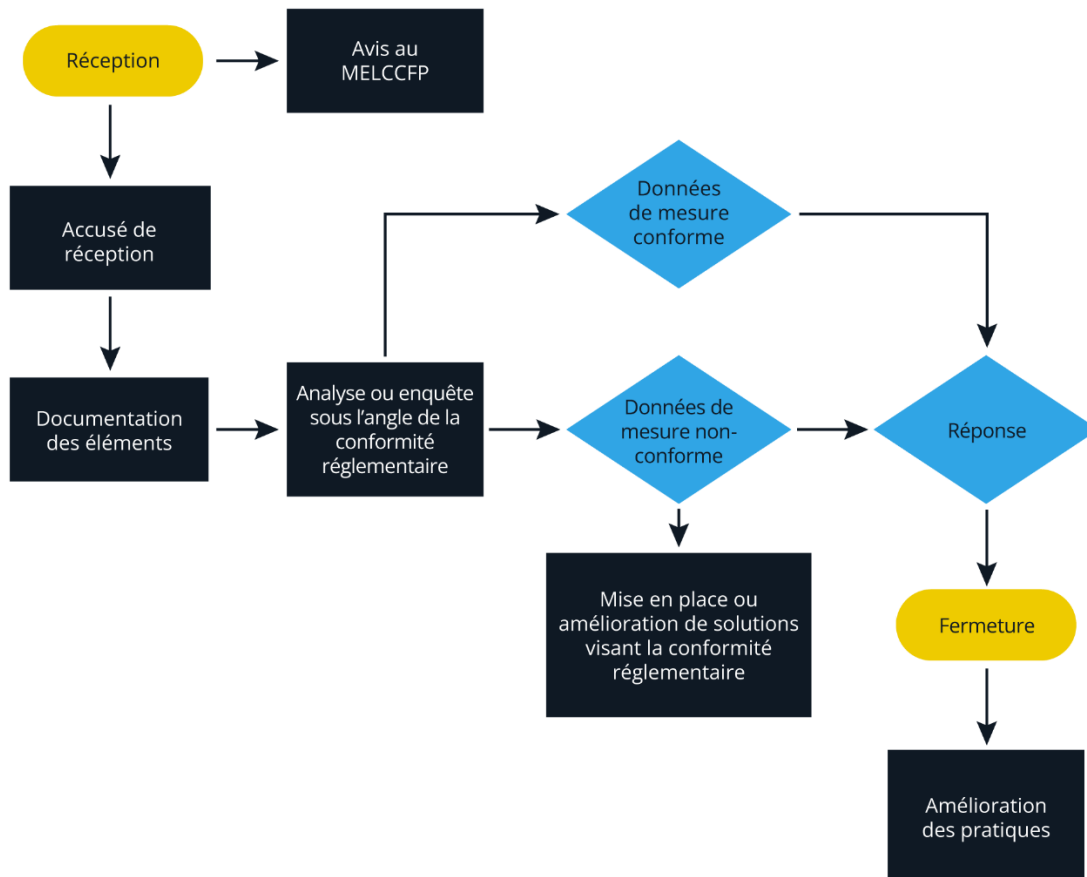 Réception
Avis au
MELCCFP
Accusé de
réception
Données
de mesure
conforme
Documentation
des éléments
Analyse ou enquête
sous l'angle de la
conformité
réglementaire
Données de
mesure non-
conforme
Réponse
Mise en place ou
amélioration de solutions
visant la conformité
réglementaire
Fermeture
Amélioration
des pratiques